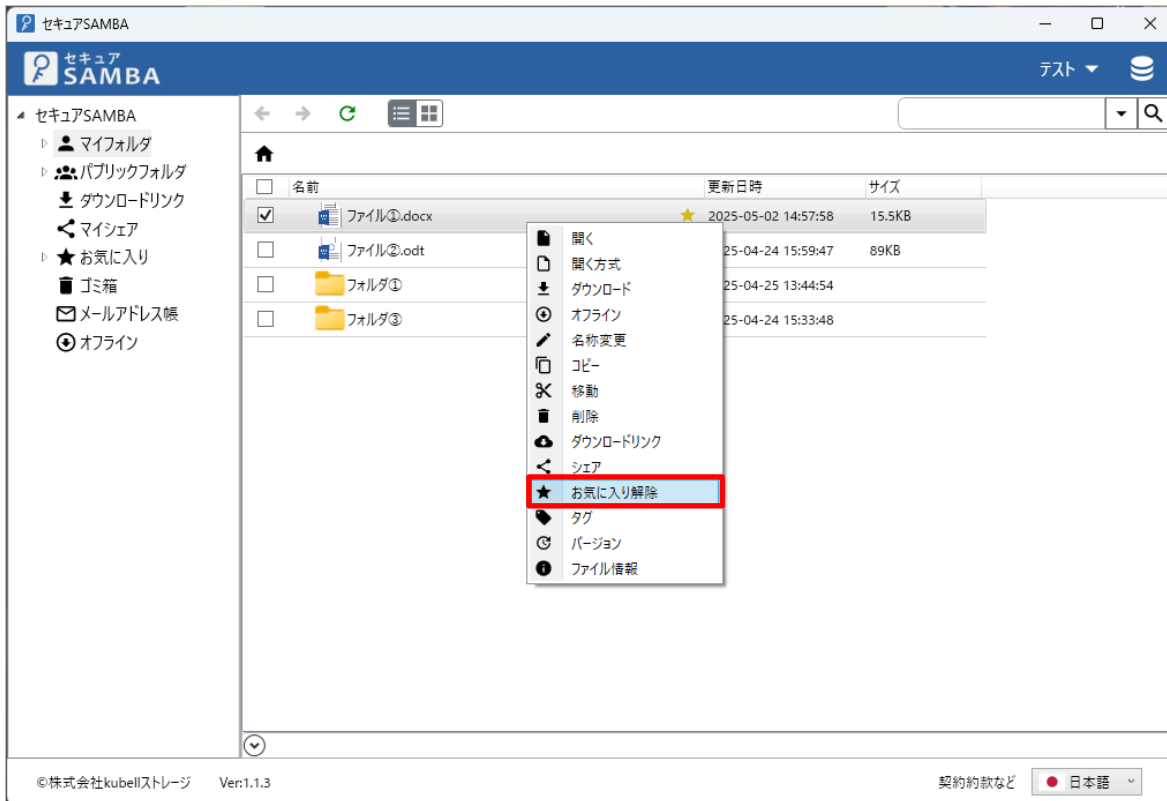 セキュアSAMBA
セキュア
SAMBA
テスト
セキュアSAMBA
マイフォルダ
パブリックフォルダ
ダウンロードリンク
マイシェア
お気に入り
ゴミ箱
メールアドレス帳
オフライン
名前 更新日時 サイズ
ファイル①.docx 2025-05-02 14:57:58 15.5KB
ファイル②.odt 25-04-24 15:59:47 89KB
フォルダ① 25-04-25 13:44:54
フォルダ③ 25-04-24 15:33:48
開く
開く方式
ダウンロード
オフライン
名称変更
コピー
移動
削除
ダウンロードリンク
シェア
お気に入り解除
タグ
バージョン
ファイル情報
©株式会社kubellストレージ Ver:1.1.3 契約約款など 日本語